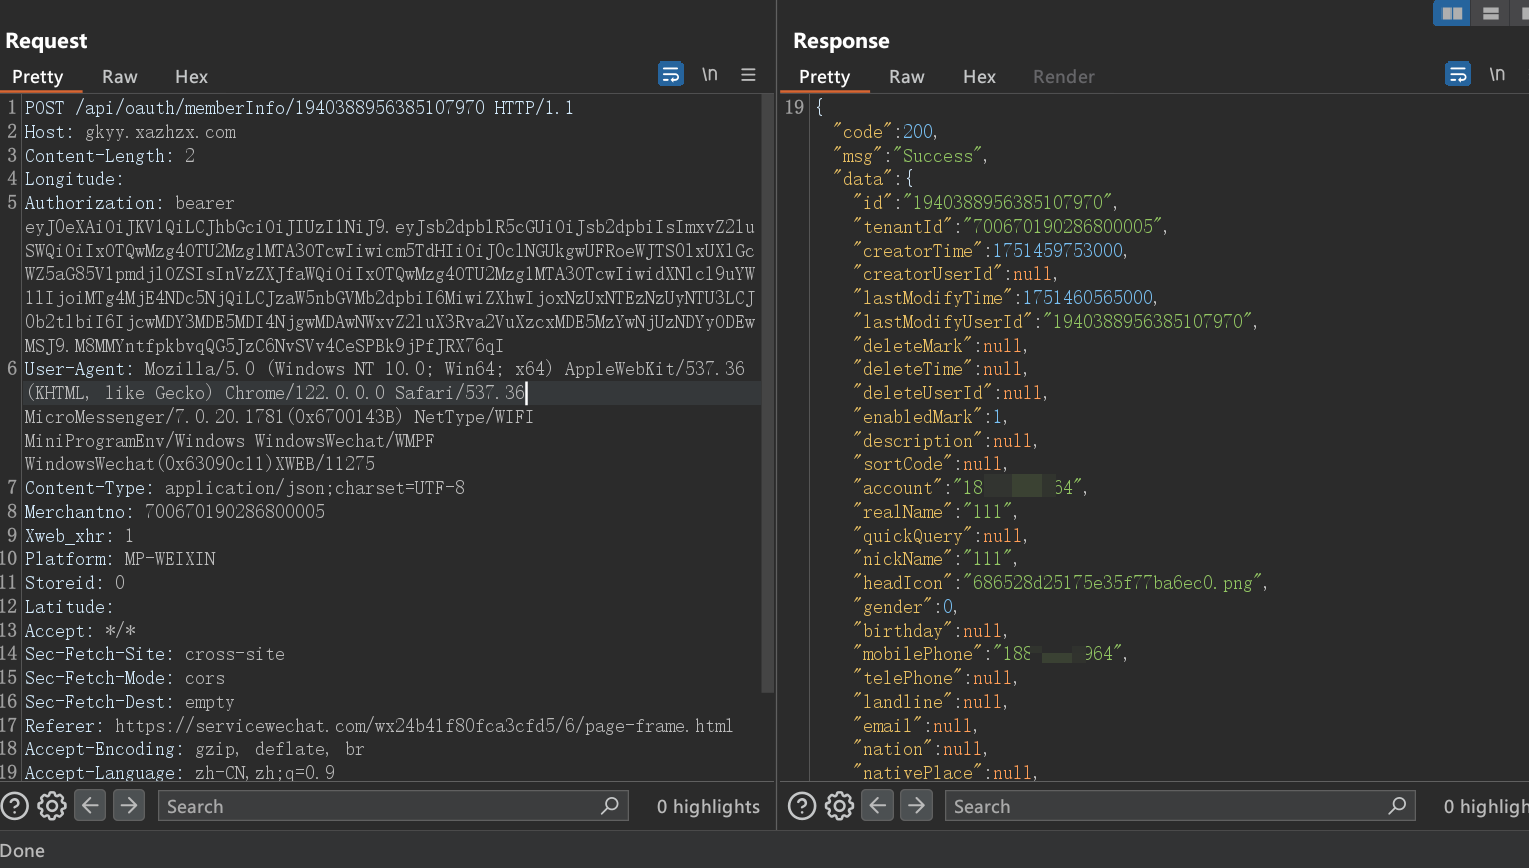 Request
Pretty Raw Hex \n
1 POST /api/oauth/memberInfo/1940388956385107970 HTTP/1.1
2 Host: gkyy.xazhzx.com
3 Content-Length: 2
4 Longitude:
5 Authorization: bearer
eyJ0eXAiOiJKV1QiLCJhbGciOiJIUzI1NiJ9.eyJsb2dpblR5cGUiOiJsb2dpbiIsImxvZ2lu
SWQiOiIxOTQwMzg4OTU2Mzg1MTA3OTcwIiwicm5TdHIiOiJ0clNGUkgwUFRoeWJTS0lxUXlGc
WZ5aG85VlpmdjlOZSIsInVzZXJfaWQiOiIxOTQwMzg4OTU2Mzg1MTA3OTcwIiwidXNlcl9uYW
1lIjoiMTg4MjE4NDc5NjQiLCJzaW5nbGVMb2dpbiI6MiwiZXhwIjoxNzUxNTEzNzUyNTU3LCJ
0b2tlbiI6IjcwMDY3MDE5MDI4NjgwMDAwNWxvZ2luX3Rva2VuXzcxMDE5MzYwNjUzNDYyODEw
MSJ9.M8MMYntfpkbvqQG5JzC6NvSVv4CeSPBk9jPfJRX76qI
6 User-Agent: Mozilla/5.0 (Windows NT 10.0; Win64; x64) AppleWebKit/537.36
(KHTML, like Gecko) Chrome/122.0.0.0 Safari/537.36
MicroMessenger/7.0.20.1781(0x6700143B) NetType/WIFI
MiniProgramEnv/Windows WindowsWechat/WMPF
WindowsWechat(0x63090c11)XWEB/11275
7 Content-Type: application/json;charset=UTF-8
8 Merchantno: 700670190286800005
9 Xweb_xhr: 1
10 Platform: MP-WEIXIN
11 Storeid: 0
12 Latitude:
13 Accept: */*
14 Sec-Fetch-Site: cross-site
15 Sec-Fetch-Mode: cors
16 Sec-Fetch-Dest: empty
17 Referer: https://servicewechat.com/wx24b41f80fca3cfd5/6/page-frame.html
18 Accept-Encoding: gzip, deflate, br
19 Accept-Language: zh-CN,zh;q=0.9
Search 0 highlights
Done
Response
Pretty Raw Hex Render \n
19 {
"code":200,
"msg":"Success",
"data":{
"id":"1940388956385107970",
"tenantId":"700670190286800005",
"creatorTime":1751459753000,
"creatorUserId":null,
"lastModifyTime":1751460565000,
"lastModifyUserId":"1940388956385107970",
"deleteMark":null,
"deleteTime":null,
"deleteUserId":null,
"enabledMark":1,
"description":null,
"sortCode":null,
"account":"18 64",
"realName":"111",
"quickQuery":null,
"nickName":"111",
"headIcon":"686528d25175e35f77ba6ec0.png",
"gender":0,
"birthday":null,
"mobilePhone":"188 964",
"telePhone":null,
"landline":null,
"email":null,
"nation":null,
"nativePlace":null,
Search 0 highligh